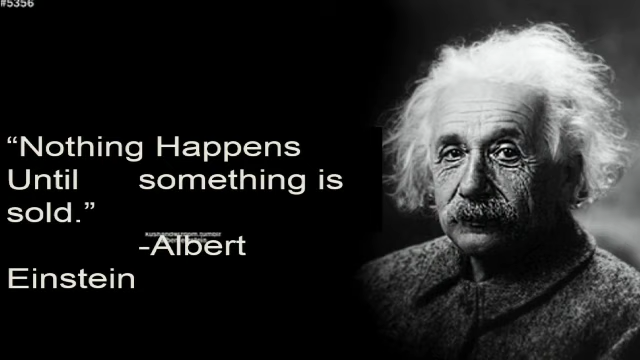 #5356
“Nothing Happens
Until something is
sold.”
-Albert
Einstein